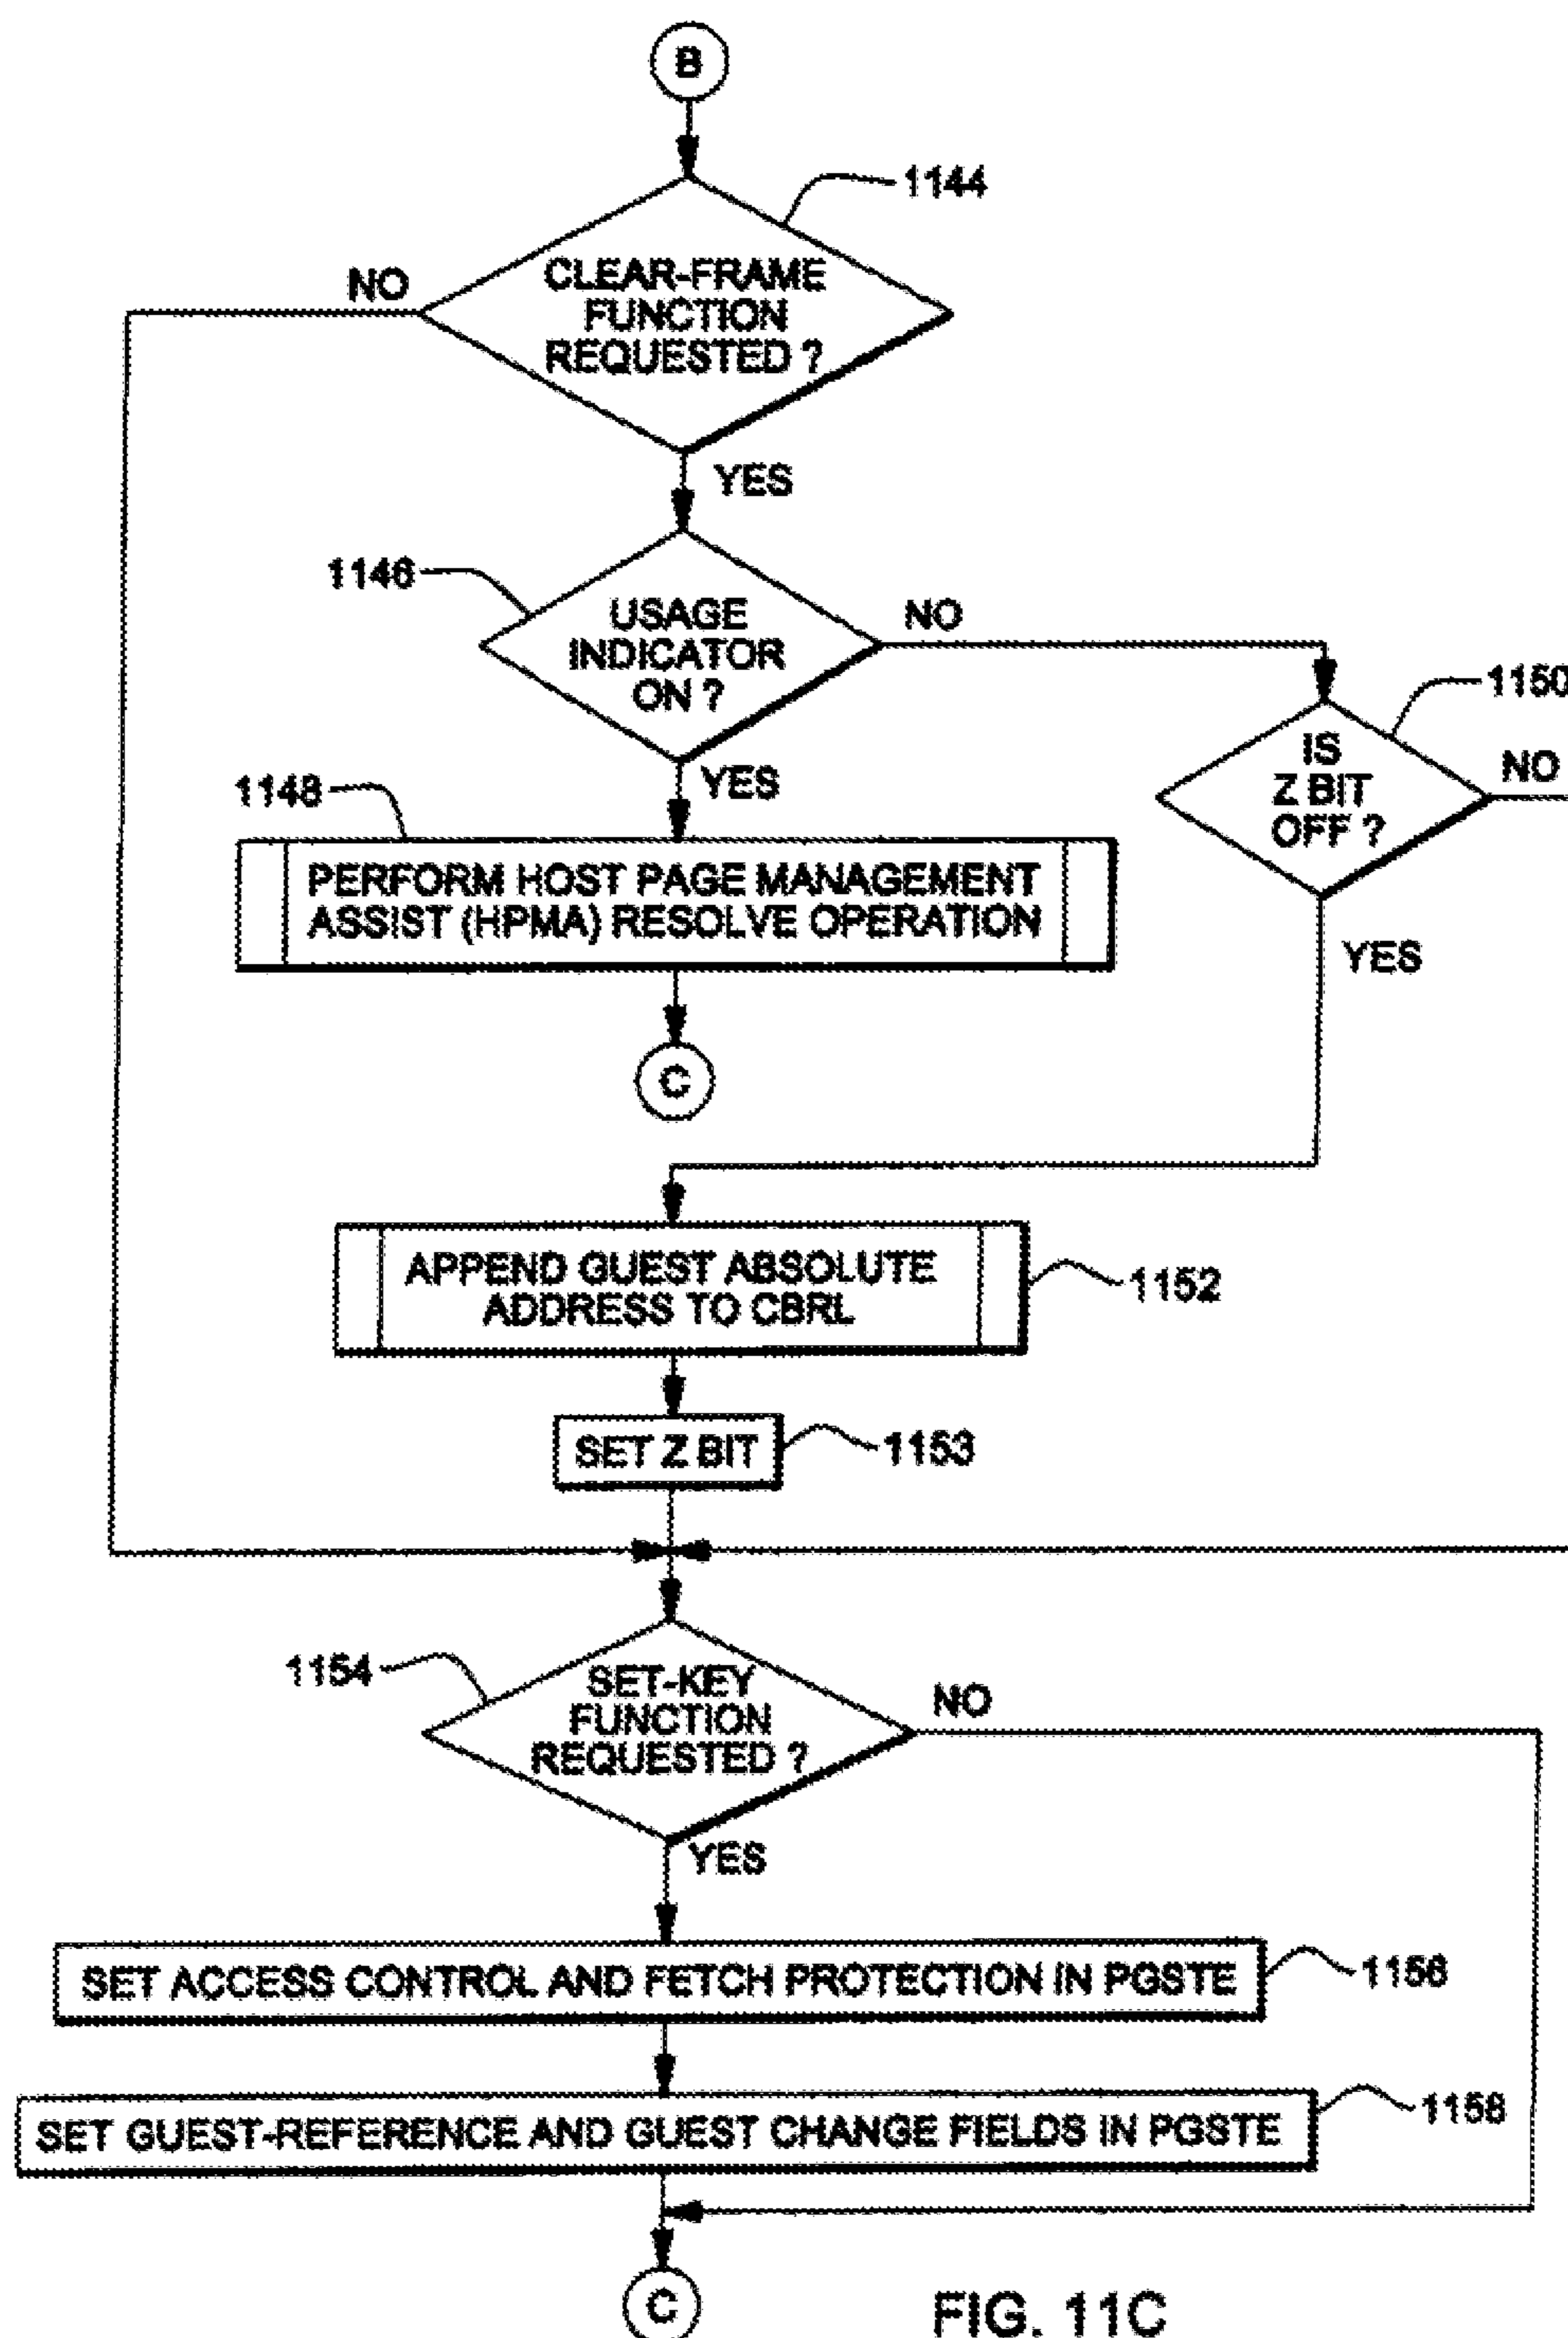 B
1144
CLEAR-FRAME
FUNCTION
REQUESTED ?
NO
YES
1146
USAGE
INDICATOR
ON ?
NO
YES
1150
IS
Z BIT
OFF ?
NO
YES
1148
PERFORM HOST PAGE MANAGEMENT
ASSIST (HPMA) RESOLVE OPERATION
C
APPEND GUEST ABSOLUTE
ADDRESS TO CBRL
1152
SET Z BIT
1153
1154
SET-KEY
FUNCTION
REQUESTED ?
NO
YES
SET ACCESS CONTROL AND FETCH PROTECTION IN PGSTE
1156
SET GUEST-REFERENCE AND GUEST CHANGE FIELDS IN PGSTE
1158
C
FIG. 11C